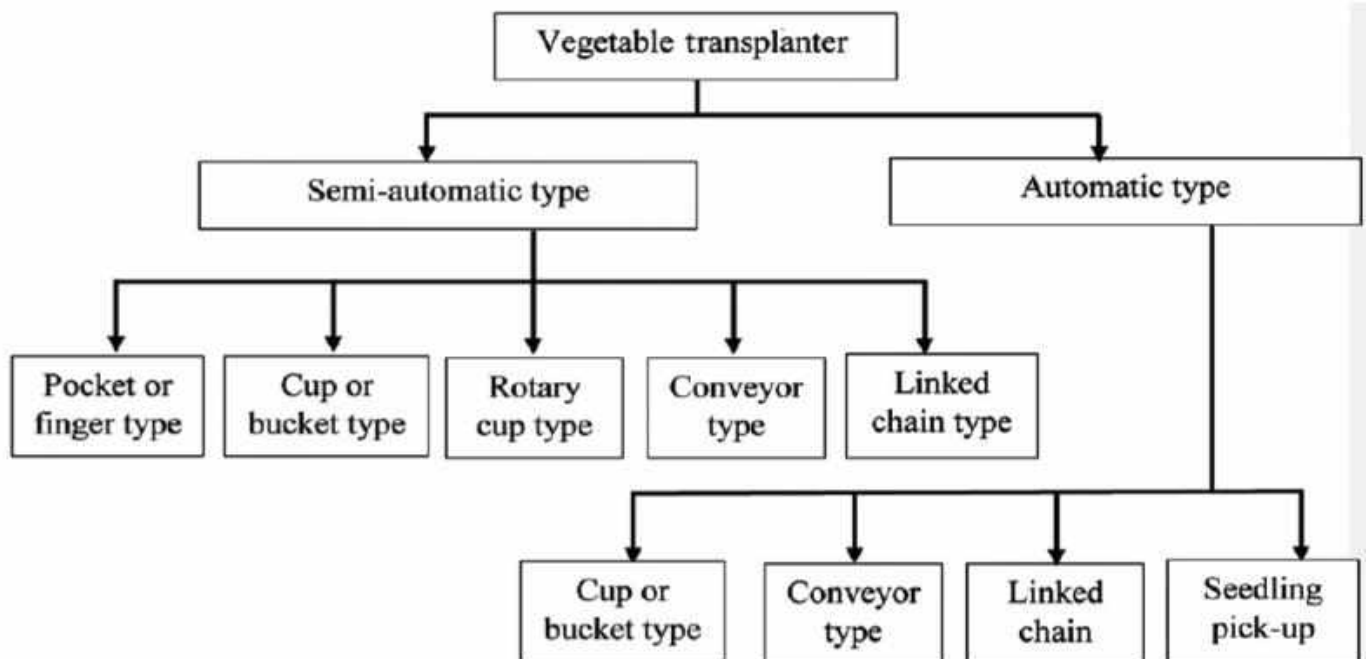 Vegetable transplanter
Semi-automatic type
Automatic type
Pocket or
finger type
Cup or
bucket type
Rotary
cup type
Conveyor
type
Linked
chain type
Cup or
bucket type
Conveyor
type
Linked
chain
Seedling
pick-up